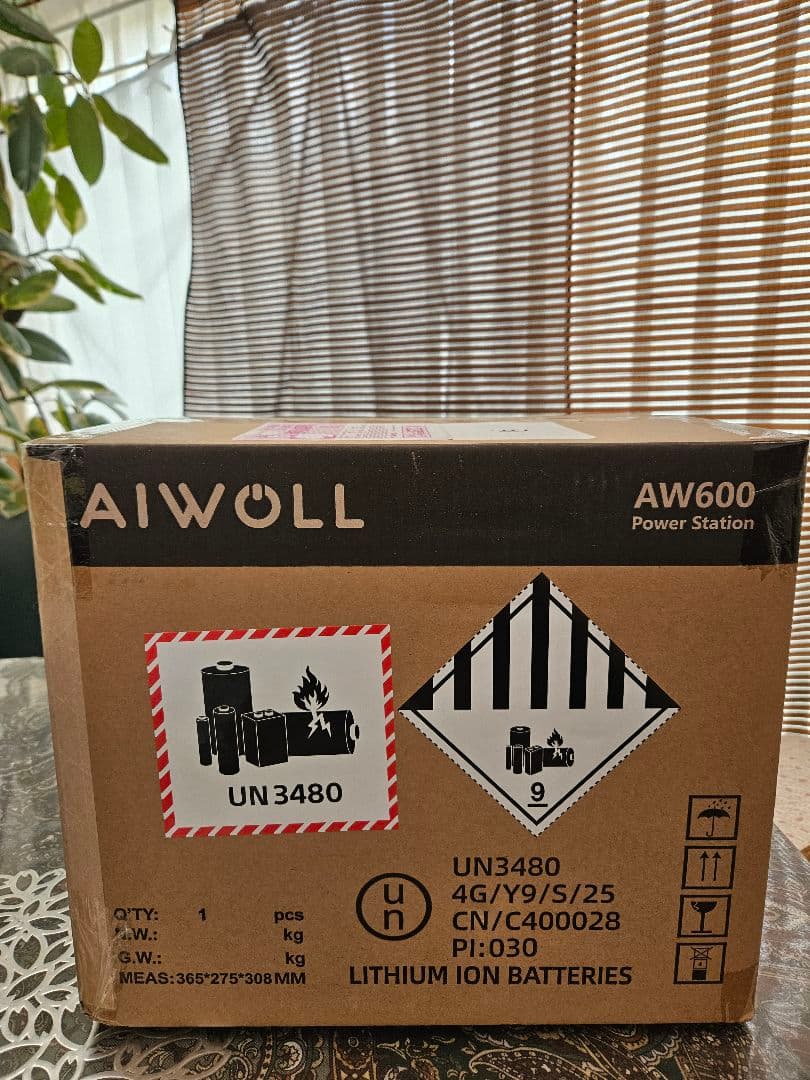 AIWOLL
AW600
Power Station
UN3480
9
un
UN3480
4G/Y9/S/25
CN/C400028
PI:030
LITHIUM ION BATTERIES
Q'TY: 1 pcs
N.W.: kg
G.W.: kg
MEAS:365*275*308MM